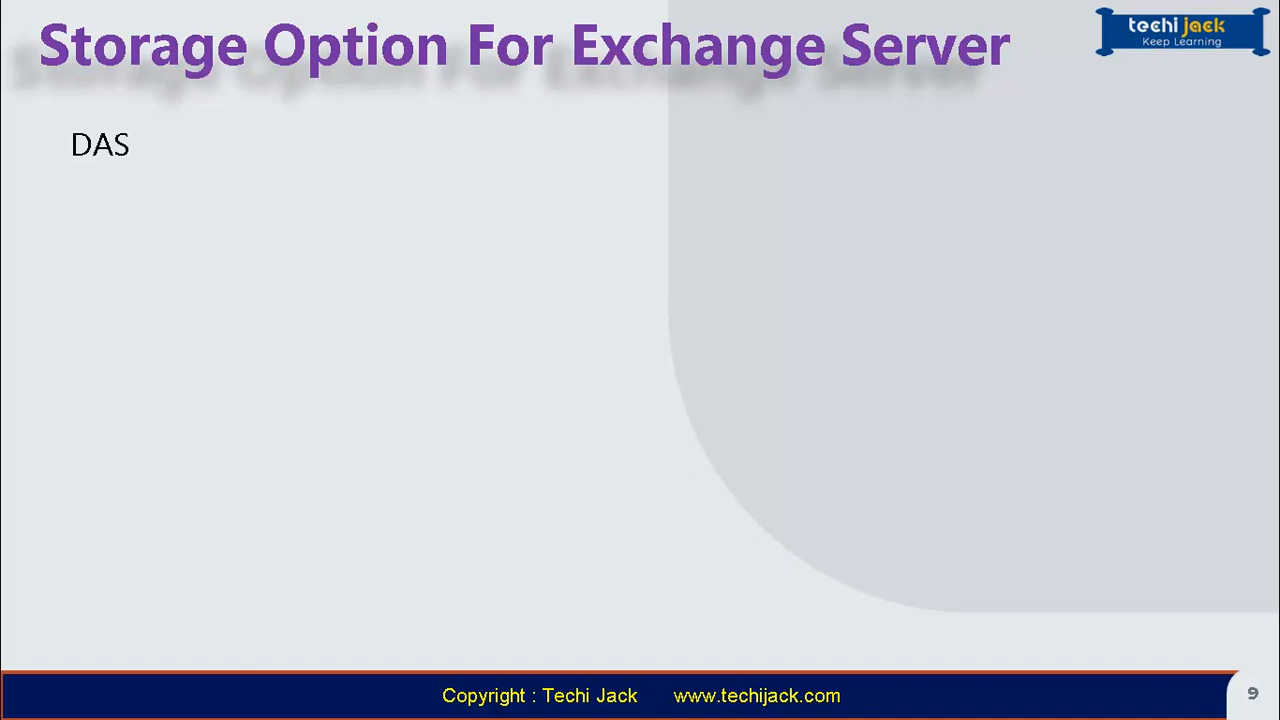 Storage Option For Exchange Server
techi jack
Keep Learning
DAS
Copyright : Techi Jack www.techijack.com
9